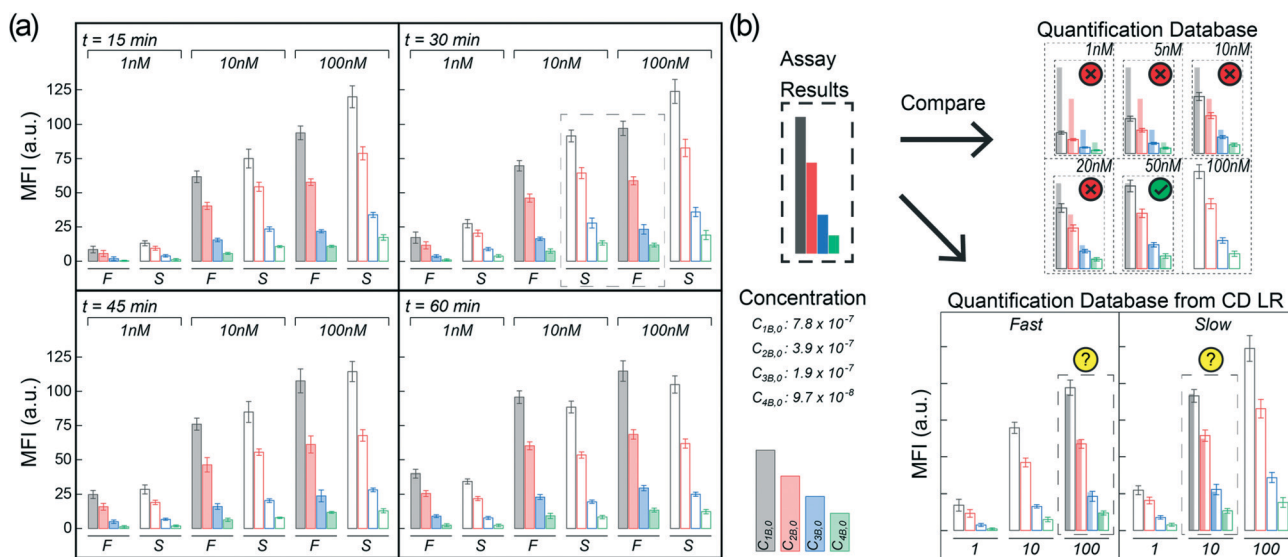 (a)
t = 15 min
1nM 10nM 100nM
t = 30 min
1nM 10nM 100nM
MFI (a.u.)
125
100
75
50
25
0
F S F S F S
F S F S F S
t = 45 min
1nM 10nM 100nM
t = 60 min
1nM 10nM 100nM
MFI (a.u.)
125
100
75
50
25
0
F S F S F S
F S F S F S
(b)
Assay
Results
Compare
Quantification Database
1nM 5nM 10nM
20nM 50nM 100nM
Concentration
C1B,0 : 7.8 x 10-7
C2B,0 : 3.9 x 10-7
C3B,0 : 1.9 x 10-7
C4B,0 : 9.7 x 10-8
C1B,0 C2B,0 C3B,0 C4B,0
Quantification Database from CD LR
Fast Slow
? ?
MFI (a.u.)
1 10 100 1 10 100